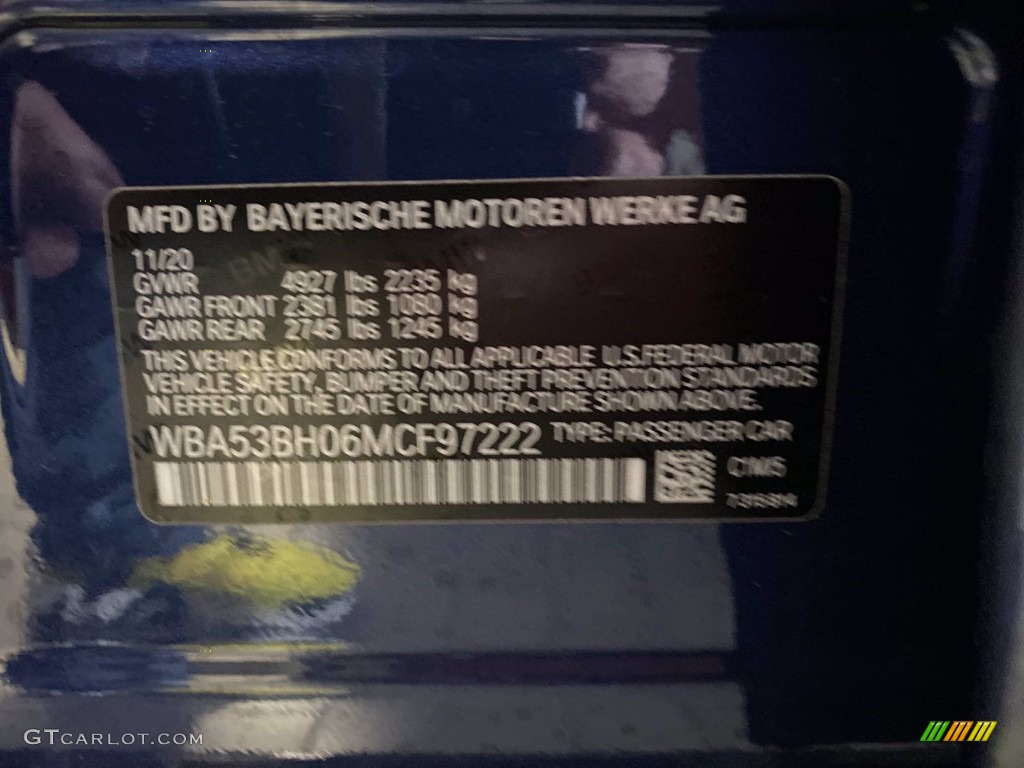 MFD BY BAYERISCHE MOTOREN WERKE AG
11/20
GVWR 4927 lbs 2235 kg
GAWR FRONT 2381 lbs 1080 kg
GAWR REAR 2745 lbs 1245 kg
THIS VEHICLE CONFORMS TO ALL APPLICABLE U.S.FEDERAL MOTOR
VEHICLE SAFETY, BUMPER AND THEFT PREVENTION STANDARDS
IN EFFECT ON THE DATE OF MANUFACTURE SHOWN ABOVE.
WBA53BH06MCF97222 TYPE: PASSENGER CAR
C1M5
GTCARLOT.COM